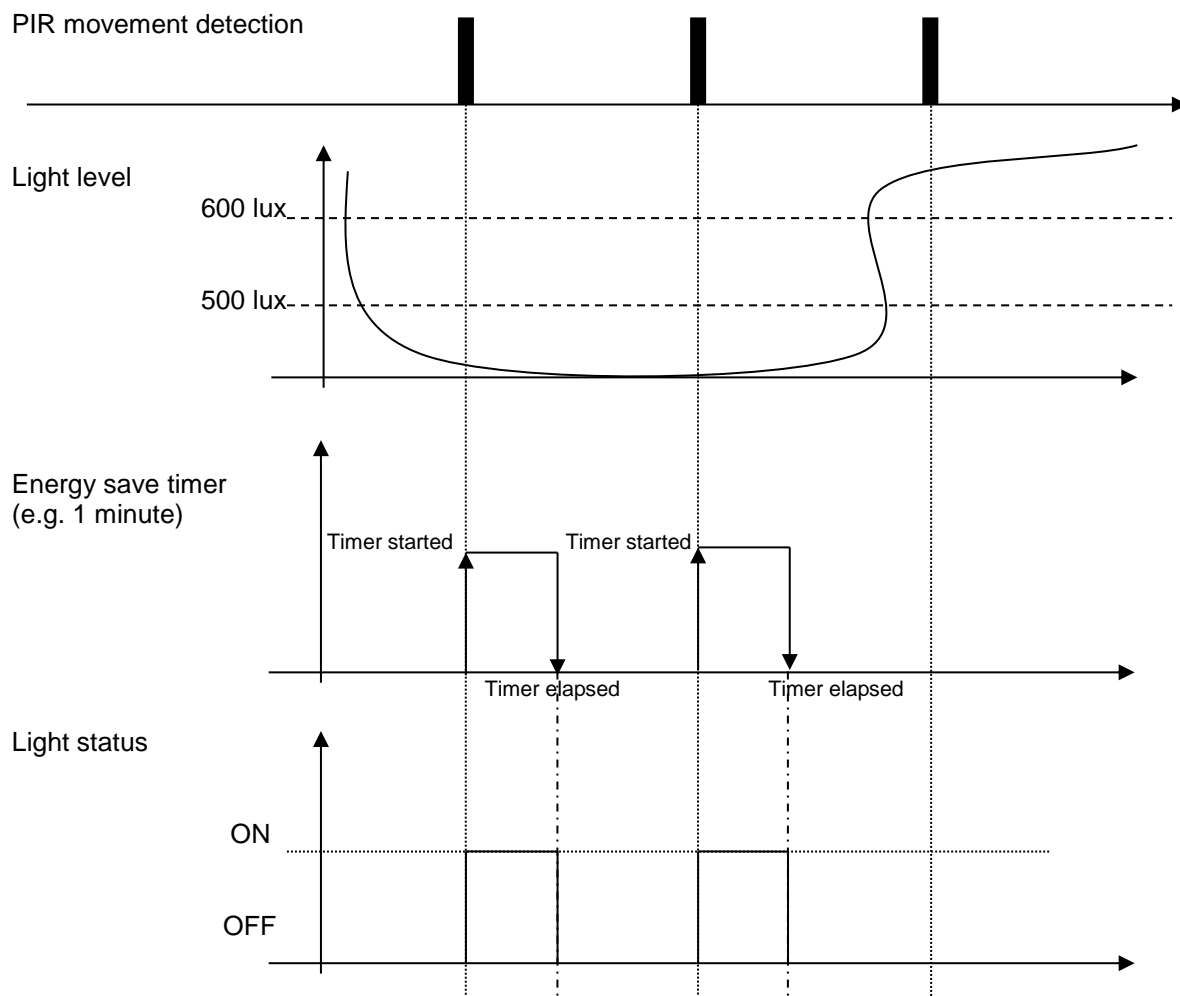 PIR movement detection
Light level
600 lux
500 lux
Energy save timer
(e.g. 1 minute)
Timer started
Timer started
Timer elapsed
Timer elapsed
Light status
ON
OFF